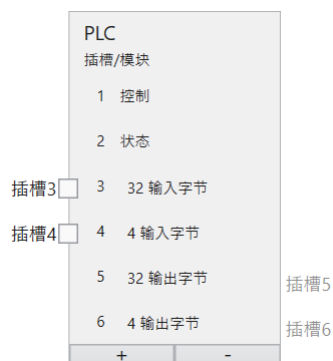 PLC
插槽/模块
1 控制
2 状态
插槽3 3 32 输入字节
插槽4 4 4 输入字节
5 32 输出字节 插槽5
6 4 输出字节 插槽6
+ -